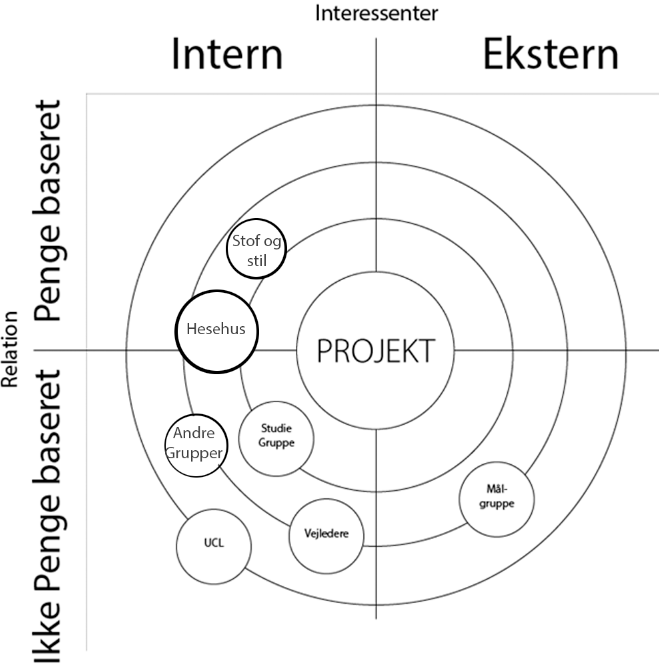 Interessenter
Intern
Ekstern
Relation
Penge baseret
Ikke Penge baseret
Stof og
stil
Hesehus
PROJEKT
Andre
Grupper
Studie
Gruppe
Mål-
gruppe
UCL
Vejledere